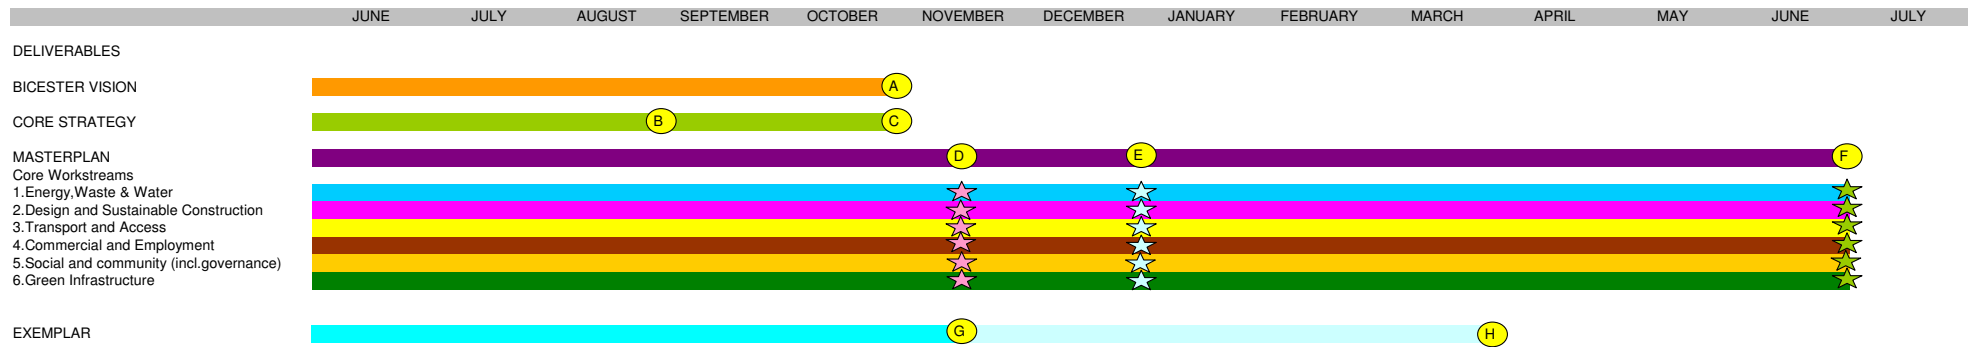 JUNE JULY AUGUST SEPTEMBER OCTOBER NOVEMBER DECEMBER JANUARY FEBRUARY MARCH APRIL MAY JUNE JULY
DELIVERABLES
BICESTER VISION A
CORE STRATEGY B C
MASTERPLAN D E F
Core Workstreams
1.Energy,Waste & Water
2.Design and Sustainable Construction
3.Transport and Access
4.Commercial and Employment
5.Social and community (incl.governance)
6.Green Infrastructure
EXEMPLAR G H